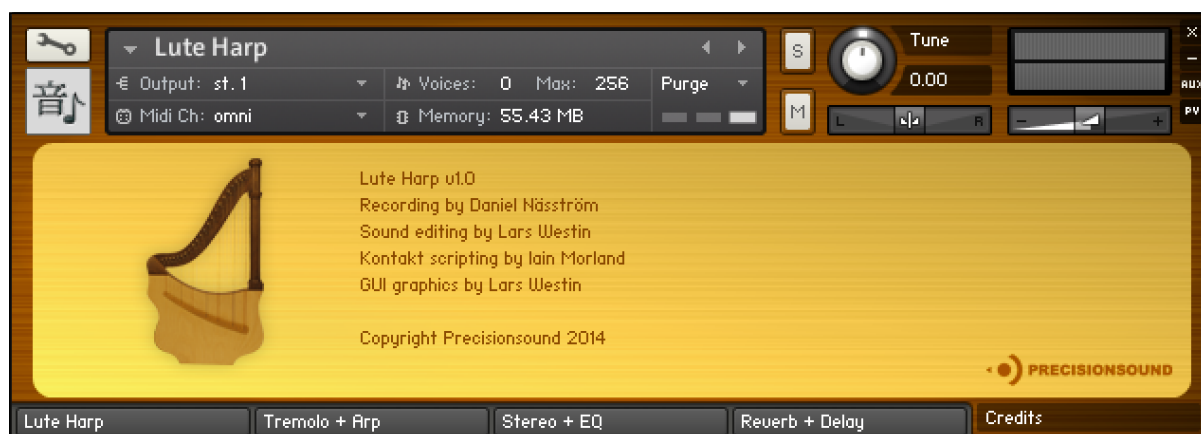 Lute Harp
S
Tune
0.00
Output: st. 1
Voices: 0 Max: 256
Purge
音
Midi Ch: omni
Memory: 55.43 MB
M
L
R
-
+
×
-
AUX
PV
Lute Harp v1.0
Recording by Daniel Näsström
Sound editing by Lars Westin
Kontakt scripting by Iain Morland
GUI graphics by Lars Westin
Copyright Precisionsound 2014
PRECISIONSOUND
Lute Harp
Tremolo + Arp
Stereo + EQ
Reverb + Delay
Credits